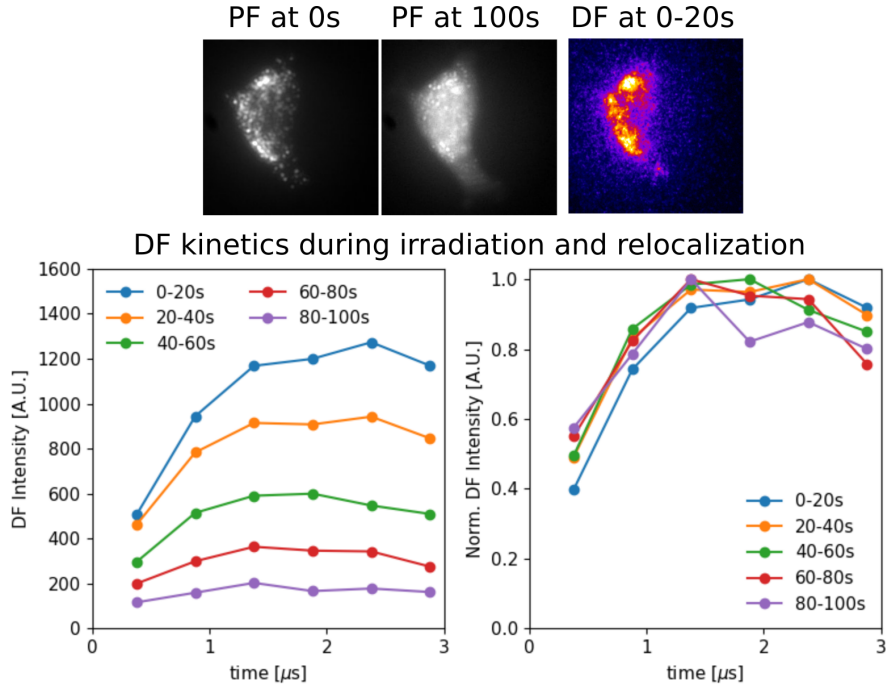 PF at 0s PF at 100s DF at 0-20s
DF kinetics during irradiation and relocalization
1600
1400
1200
1000
800
600
400
200
0
DF Intensity [A.U.]
0-20s 60-80s
20-40s 80-100s
40-60s
0 1 2 3
time [μs]
1.0
0.8
0.6
0.4
0.2
0.0
Norm. DF Intensity [A.U.]
0-20s
20-40s
40-60s
60-80s
80-100s
0 1 2 3
time [μs]